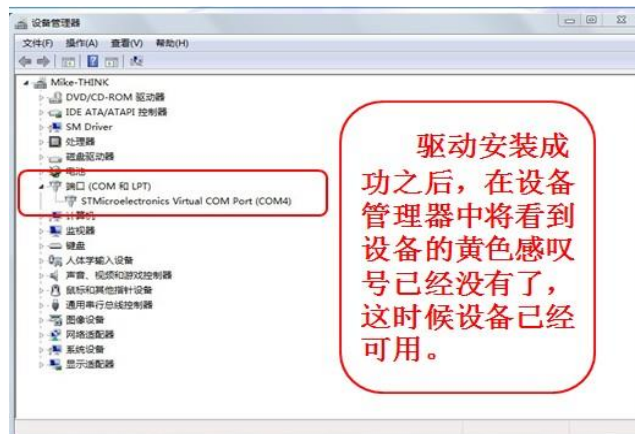 设备管理器
文件(F) 操作(A) 查看(V) 帮助(H)
Mike-THINK
DVD/CD-ROM 驱动器
IDE ATA/ATAPI 控制器
SM Driver
处理器
磁盘驱动器
电池
端口 (COM 和 LPT)
STMicroelectronics Virtual COM Port (COM4)
计算机
监视器
键盘
人体学输入设备
声音、视频和游戏控制器
鼠标和其他指针设备
通用串行总线控制器
图像设备
网络适配器
系统设备
显示适配器
驱动安装成
功之后，在设备
管理器中将看到
设备的黄色感叹
号已经没有了，
这时候设备已经
可用。